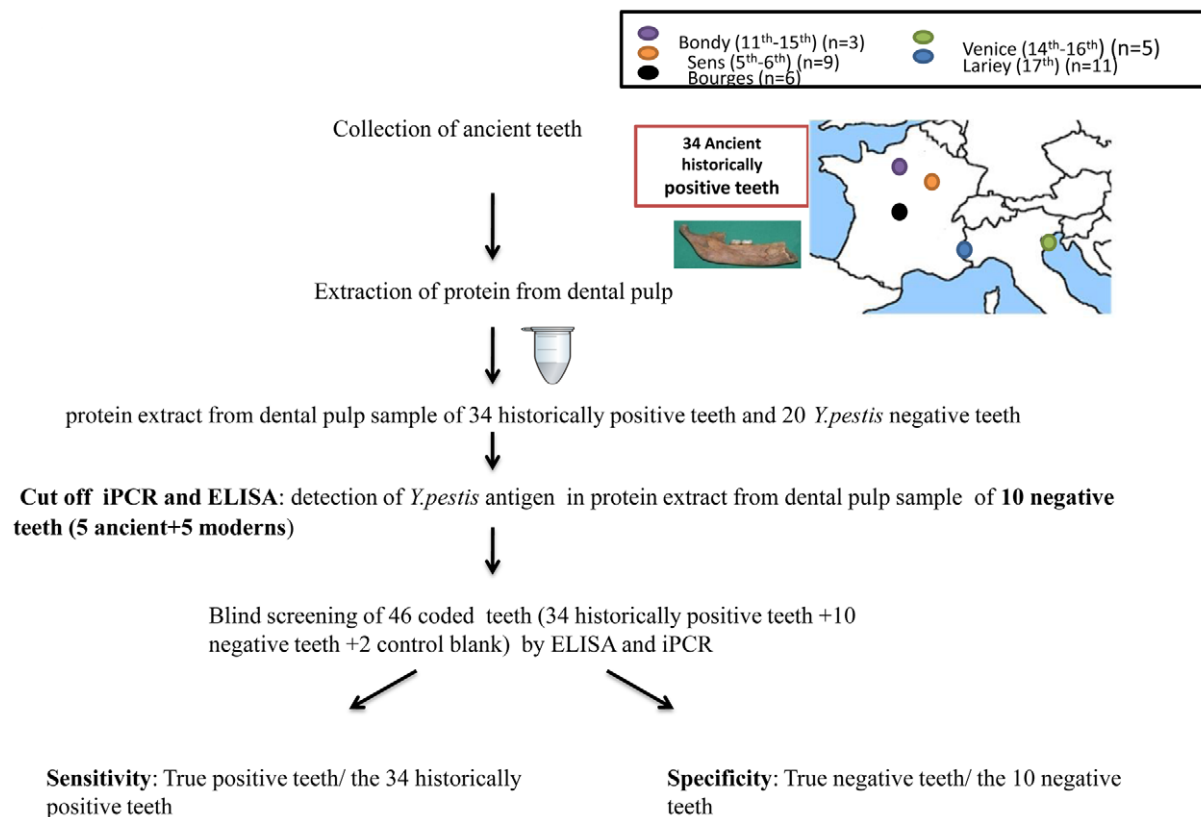 Bondy (11th-15th) (n=3)
Sens (5th-6th) (n=9)
Bourges (n=6)
Venice (14th-16th) (n=5)
Lariey (17th) (n=11)
Collection of ancient teeth
34 Ancient
historically
positive teeth
Extraction of protein from dental pulp
protein extract from dental pulp sample of 34 historically positive teeth and 20 Y.pestis negative teeth
Cut off iPCR and ELISA: detection of Y.pestis antigen in protein extract from dental pulp sample of 10 negative
teeth (5 ancient+5 moderns)
Blind screening of 46 coded teeth (34 historically positive teeth +10
negative teeth +2 control blank) by ELISA and iPCR
Sensitivity: True positive teeth/ the 34 historically
positive teeth
Specificity: True negative teeth/ the 10 negative
teeth